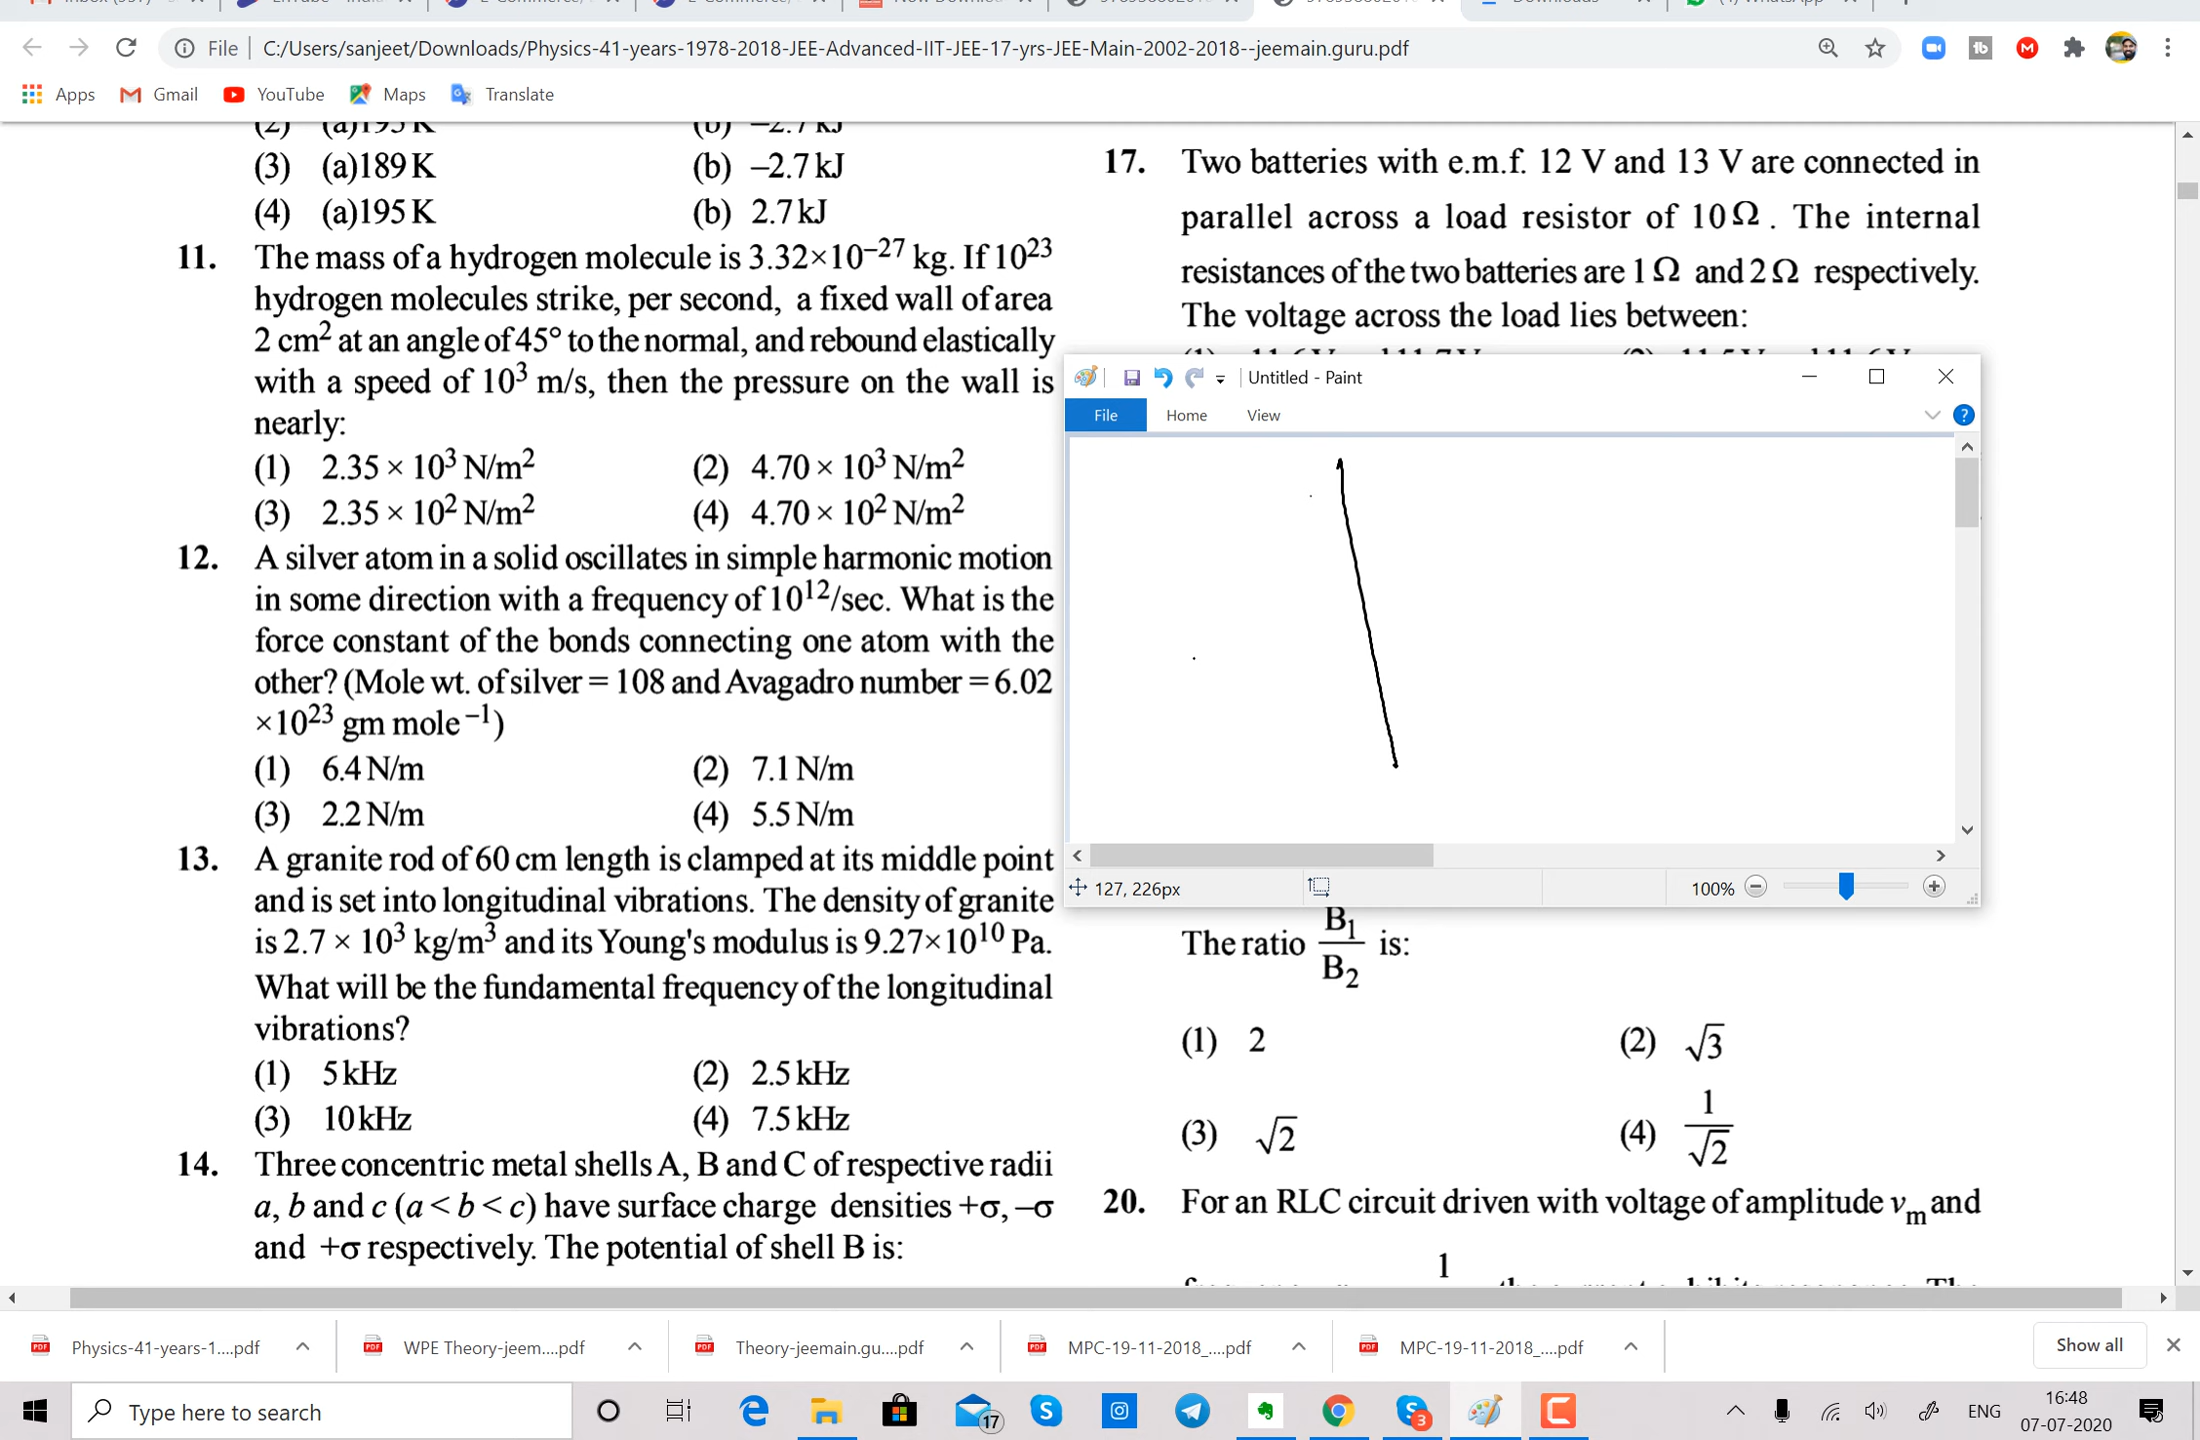 File
C:/Users/sanjeet/Downloads/Physics-41-years-1978-2018-JEE-Advanced-IIT-JEE-17-yrs-JEE-Main-2002-2018--jeemain.guru.pdf
Apps Gmail YouTube Maps Translate
(2) (a)195 K (b) –2.7 kJ
(3) (a)189 K (b) –2.7 kJ
(4) (a)195 K (b) 2.7 kJ
11. The mass of a hydrogen molecule is 3.32×10⁻²⁷ kg. If 10²³
hydrogen molecules strike, per second, a fixed wall of area
2 cm² at an angle of 45° to the normal, and rebound elastically
with a speed of 10³ m/s, then the pressure on the wall is
nearly:
(1) 2.35 × 10³ N/m² (2) 4.70 × 10³ N/m²
(3) 2.35 × 10² N/m² (4) 4.70 × 10² N/m²
12. A silver atom in a solid oscillates in simple harmonic motion
in some direction with a frequency of 10¹²/sec. What is the
force constant of the bonds connecting one atom with the
other? (Mole wt. of silver = 108 and Avagadro number = 6.02
×10²³ gm mole⁻¹)
(1) 6.4 N/m (2) 7.1 N/m
(3) 2.2 N/m (4) 5.5 N/m
13. A granite rod of 60 cm length is clamped at its middle point
and is set into longitudinal vibrations. The density of granite
is 2.7 × 10³ kg/m³ and its Young's modulus is 9.27×10¹⁰ Pa.
What will be the fundamental frequency of the longitudinal
vibrations?
(1) 5 kHz (2) 2.5 kHz
(3) 10 kHz (4) 7.5 kHz
14. Three concentric metal shells A, B and C of respective radii
a, b and c (a < b < c) have surface charge densities +σ, –σ
and +σ respectively. The potential of shell B is:
17. Two batteries with e.m.f. 12 V and 13 V are connected in
parallel across a load resistor of 10 Ω . The internal
resistances of the two batteries are 1 Ω and 2 Ω respectively.
The voltage across the load lies between:
Untitled - Paint
File Home View
127, 226px 100%
The ratio B₁/B₂ is:
(1) 2 (2) √3
(3) √2 (4) 1/√2
20. For an RLC circuit driven with voltage of amplitude vₘ and
Physics-41-years-1....pdf WPE Theory-jeem....pdf Theory-jeemain.gu....pdf MPC-19-11-2018_....pdf MPC-19-11-2018_....pdf Show all
Type here to search
17
3
ENG
16:48
07-07-2020